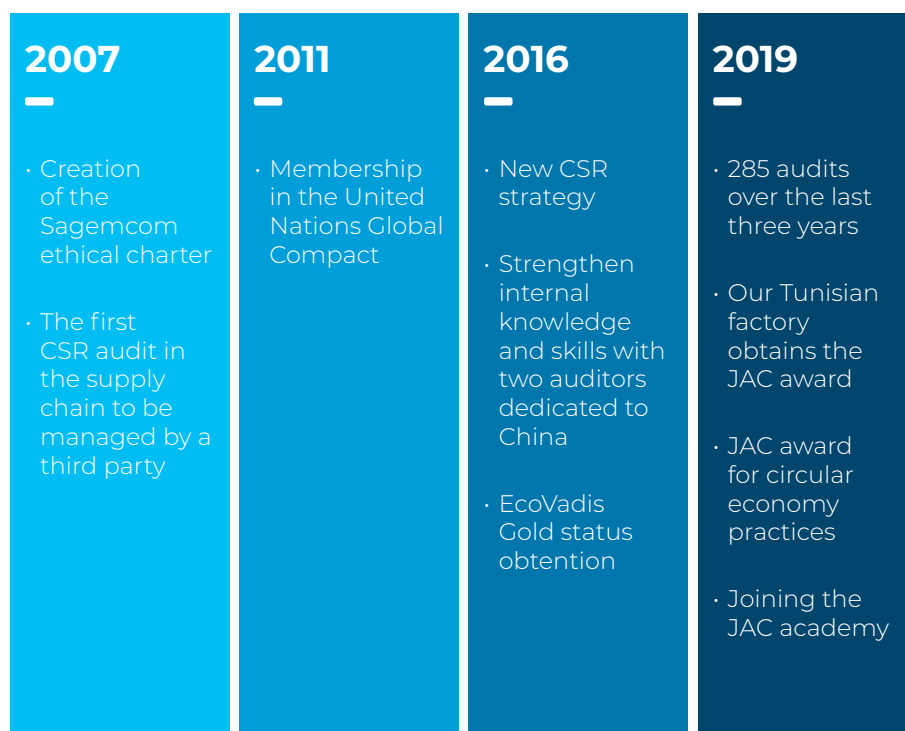 2007
· Creation
of the
Sagemcom
ethical charter
· The first
CSR audit in
the supply
chain to be
managed by a
third party
2011
· Membership
in the United
Nations Global
Compact
2016
· New CSR
strategy
· Strengthen
internal
knowledge
and skills with
two auditors
dedicated to
China
· EcoVadis
Gold status
obtention
2019
· 285 audits
over the last
three years
· Our Tunisian
factory
obtains the
JAC award
· JAC award
for circular
economy
practices
· Joining the
JAC academy